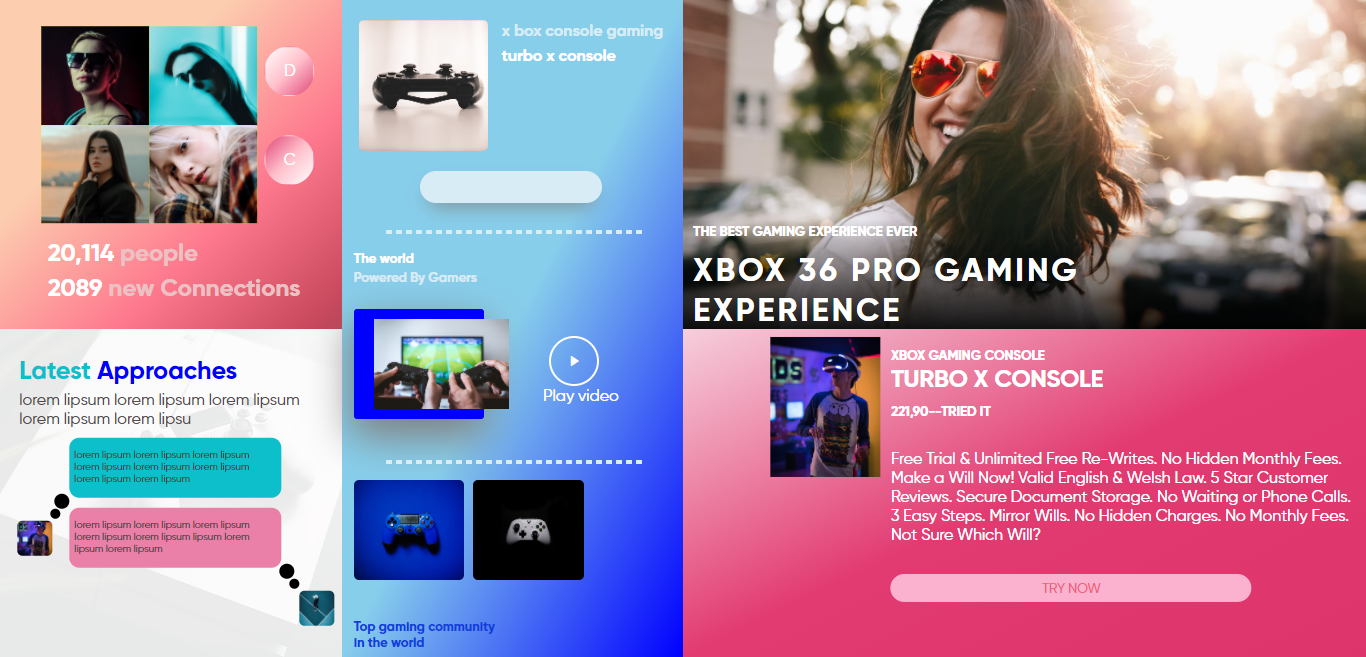 D
C
20,114 people
2089 new Connections
Latest Approaches
lorem lipsum lorem lipsum lorem lipsum
lorem lipsum lorem lipsu
lorem lipsum lorem lipsum lorem lipsum
lorem lipsum lorem lipsum lorem lipsum
lorem lipsum lorem lipsum
lorem lipsum lorem lipsum lorem lipsum
lorem lipsum lorem lipsum lorem lipsum
lipsum lorem lipsum
x box console gaming
turbo x console
The world
Powered By Gamers
Play video
Top gaming community
in the world
THE BEST GAMING EXPERIENCE EVER
XBOX 36 PRO GAMING
EXPERIENCE
XBOX GAMING CONSOLE
TURBO X CONSOLE
221,90--TRIED IT
Free Trial & Unlimited Free Re-Writes. No Hidden Monthly Fees.
Make a Will Now! Valid English & Welsh Law. 5 Star Customer
Reviews. Secure Document Storage. No Waiting or Phone Calls.
3 Easy Steps. Mirror Wills. No Hidden Charges. No Monthly Fees.
Not Sure Which Will?
TRY NOW